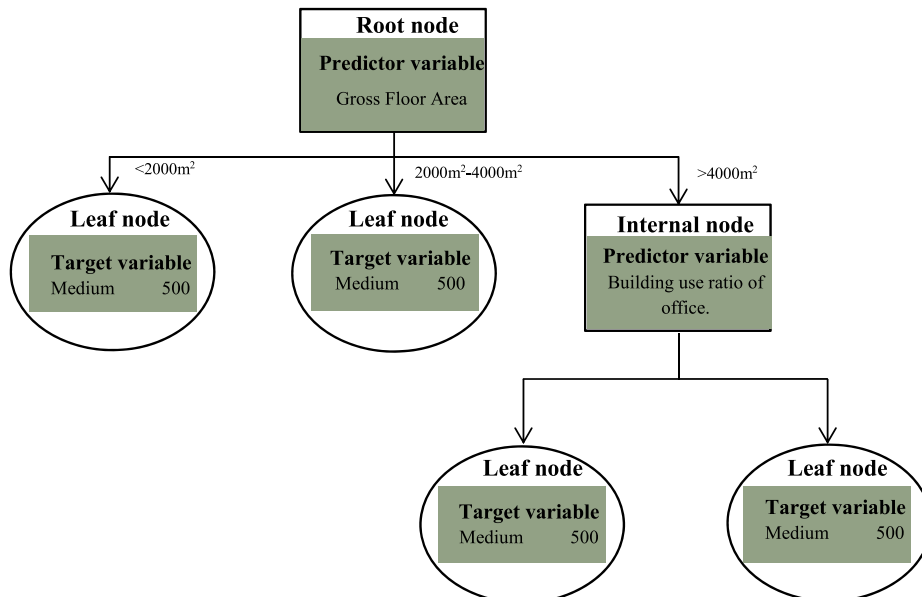 Root node
Predictor variable
Gross Floor Area
<2000m²
2000m²-4000m²
>4000m²
Leaf node
Target variable
Medium 500
Leaf node
Target variable
Medium 500
Internal node
Predictor variable
Building use ratio of
office.
Leaf node
Target variable
Medium 500
Leaf node
Target variable
Medium 500